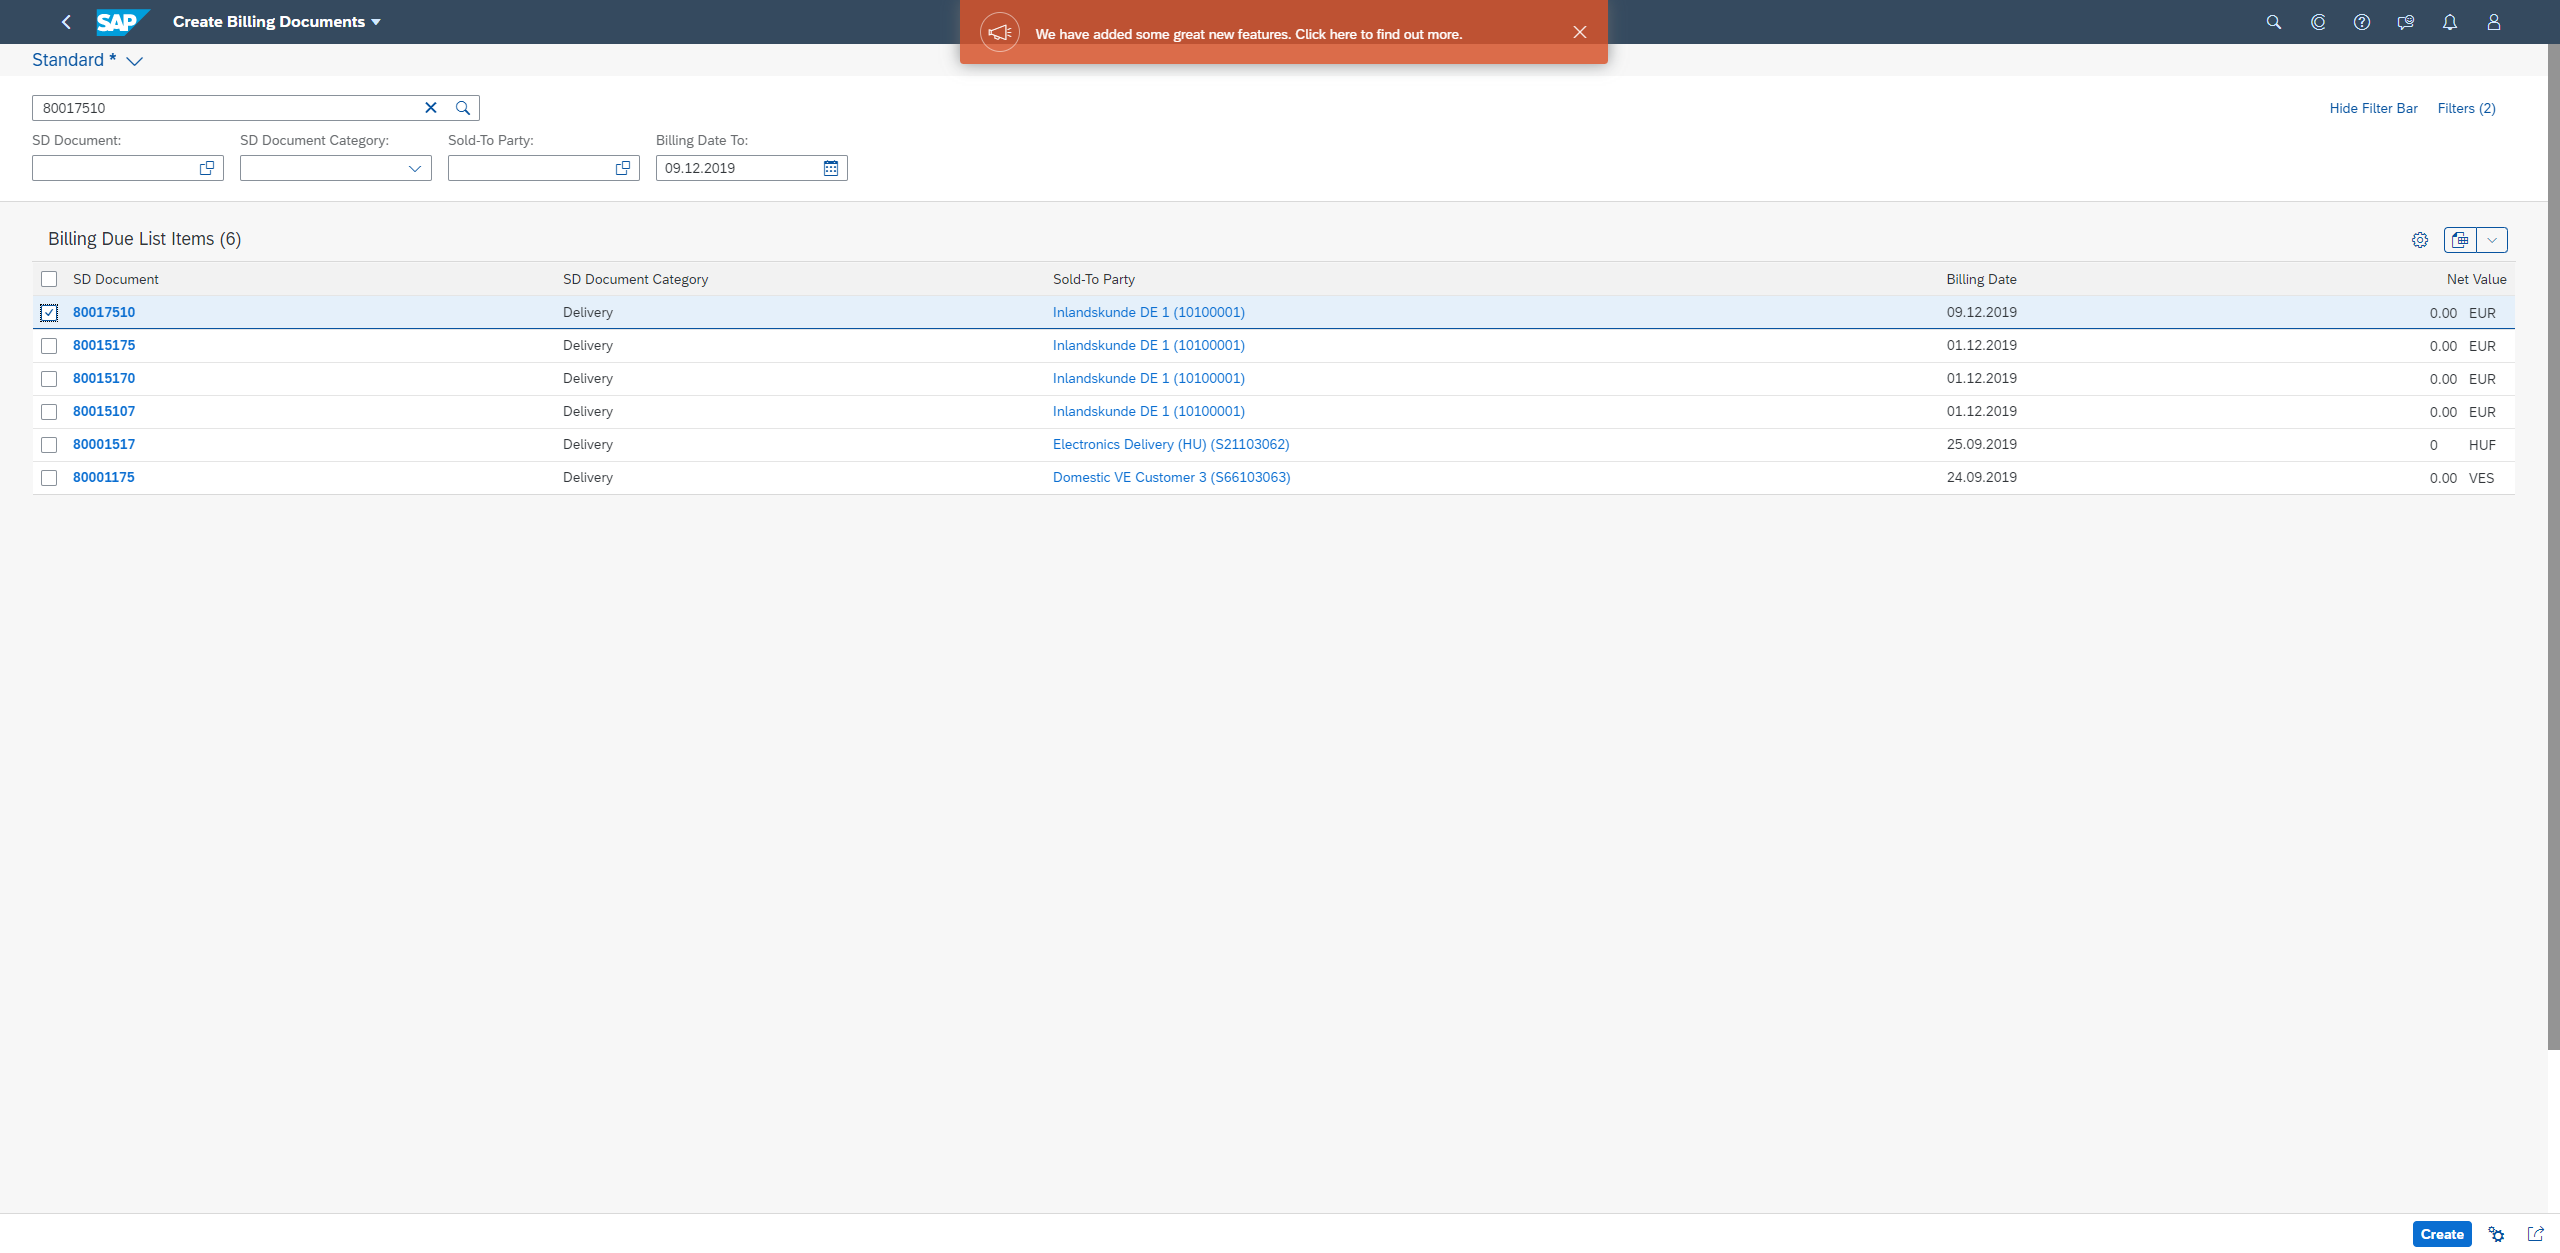 SAP Create Billing Documents
We have added some great new features. Click here to find out more.
Standard *
80017510
Hide Filter Bar Filters (2)
SD Document: SD Document Category: Sold-To Party: Billing Date To:
09.12.2019
Billing Due List Items (6)
SD Document SD Document Category Sold-To Party Billing Date Net Value
80017510 Delivery Inlandskunde DE 1 (10100001) 09.12.2019 0.00 EUR
80015175 Delivery Inlandskunde DE 1 (10100001) 01.12.2019 0.00 EUR
80015170 Delivery Inlandskunde DE 1 (10100001) 01.12.2019 0.00 EUR
80015107 Delivery Inlandskunde DE 1 (10100001) 01.12.2019 0.00 EUR
80001517 Delivery Electronics Delivery (HU) (S21103062) 25.09.2019 0 HUF
80001175 Delivery Domestic VE Customer 3 (S66103063) 24.09.2019 0.00 VES
Create